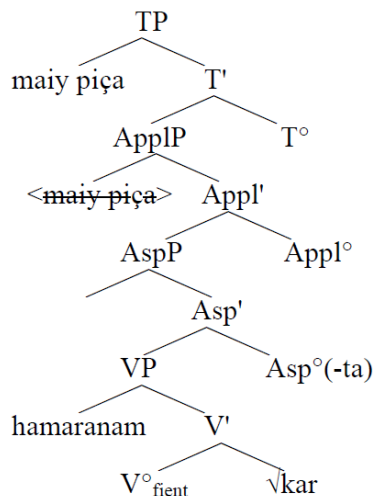 TP
maiy piça T'
ApplP T°
<maiy piça> Appl'
AspP Appl°
Asp'
VP Asp°(-ta)
hamaranam V'
V°fient √kar